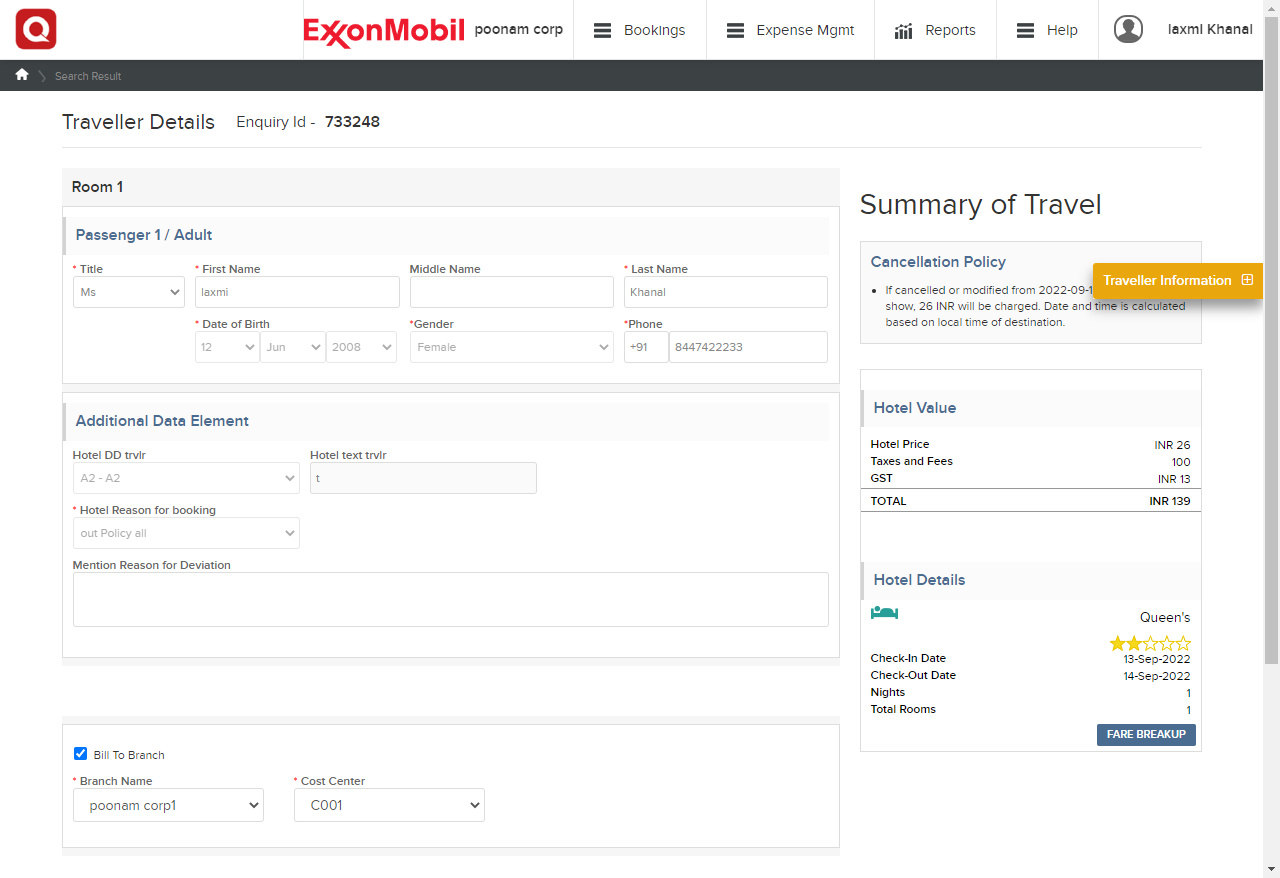 Q
ExxonMobil poonam corp Bookings Expense Mgmt Reports Help laxmi Khanal
Search Result
Traveller Details Enquiry Id - 733248
Room 1
Passenger 1 / Adult
* Title * First Name Middle Name * Last Name
Ms laxmi Khanal
* Date of Birth *Gender *Phone
12 Jun 2008 Female +91 8447422233
Additional Data Element
Hotel DD trvlr Hotel text trvlr
A2 - A2 t
* Hotel Reason for booking
out Policy all
Mention Reason for Deviation
Bill To Branch
* Branch Name * Cost Center
poonam corp1 C001
Summary of Travel
Cancellation Policy
Traveller Information
If cancelled or modified from 2022-09-1
show, 26 INR will be charged. Date and time is calculated
based on local time of destination.
Hotel Value
Hotel Price INR 26
Taxes and Fees 100
GST INR 13
TOTAL INR 139
Hotel Details
Queen's
Check-In Date 13-Sep-2022
Check-Out Date 14-Sep-2022
Nights 1
Total Rooms 1
FARE BREAKUP